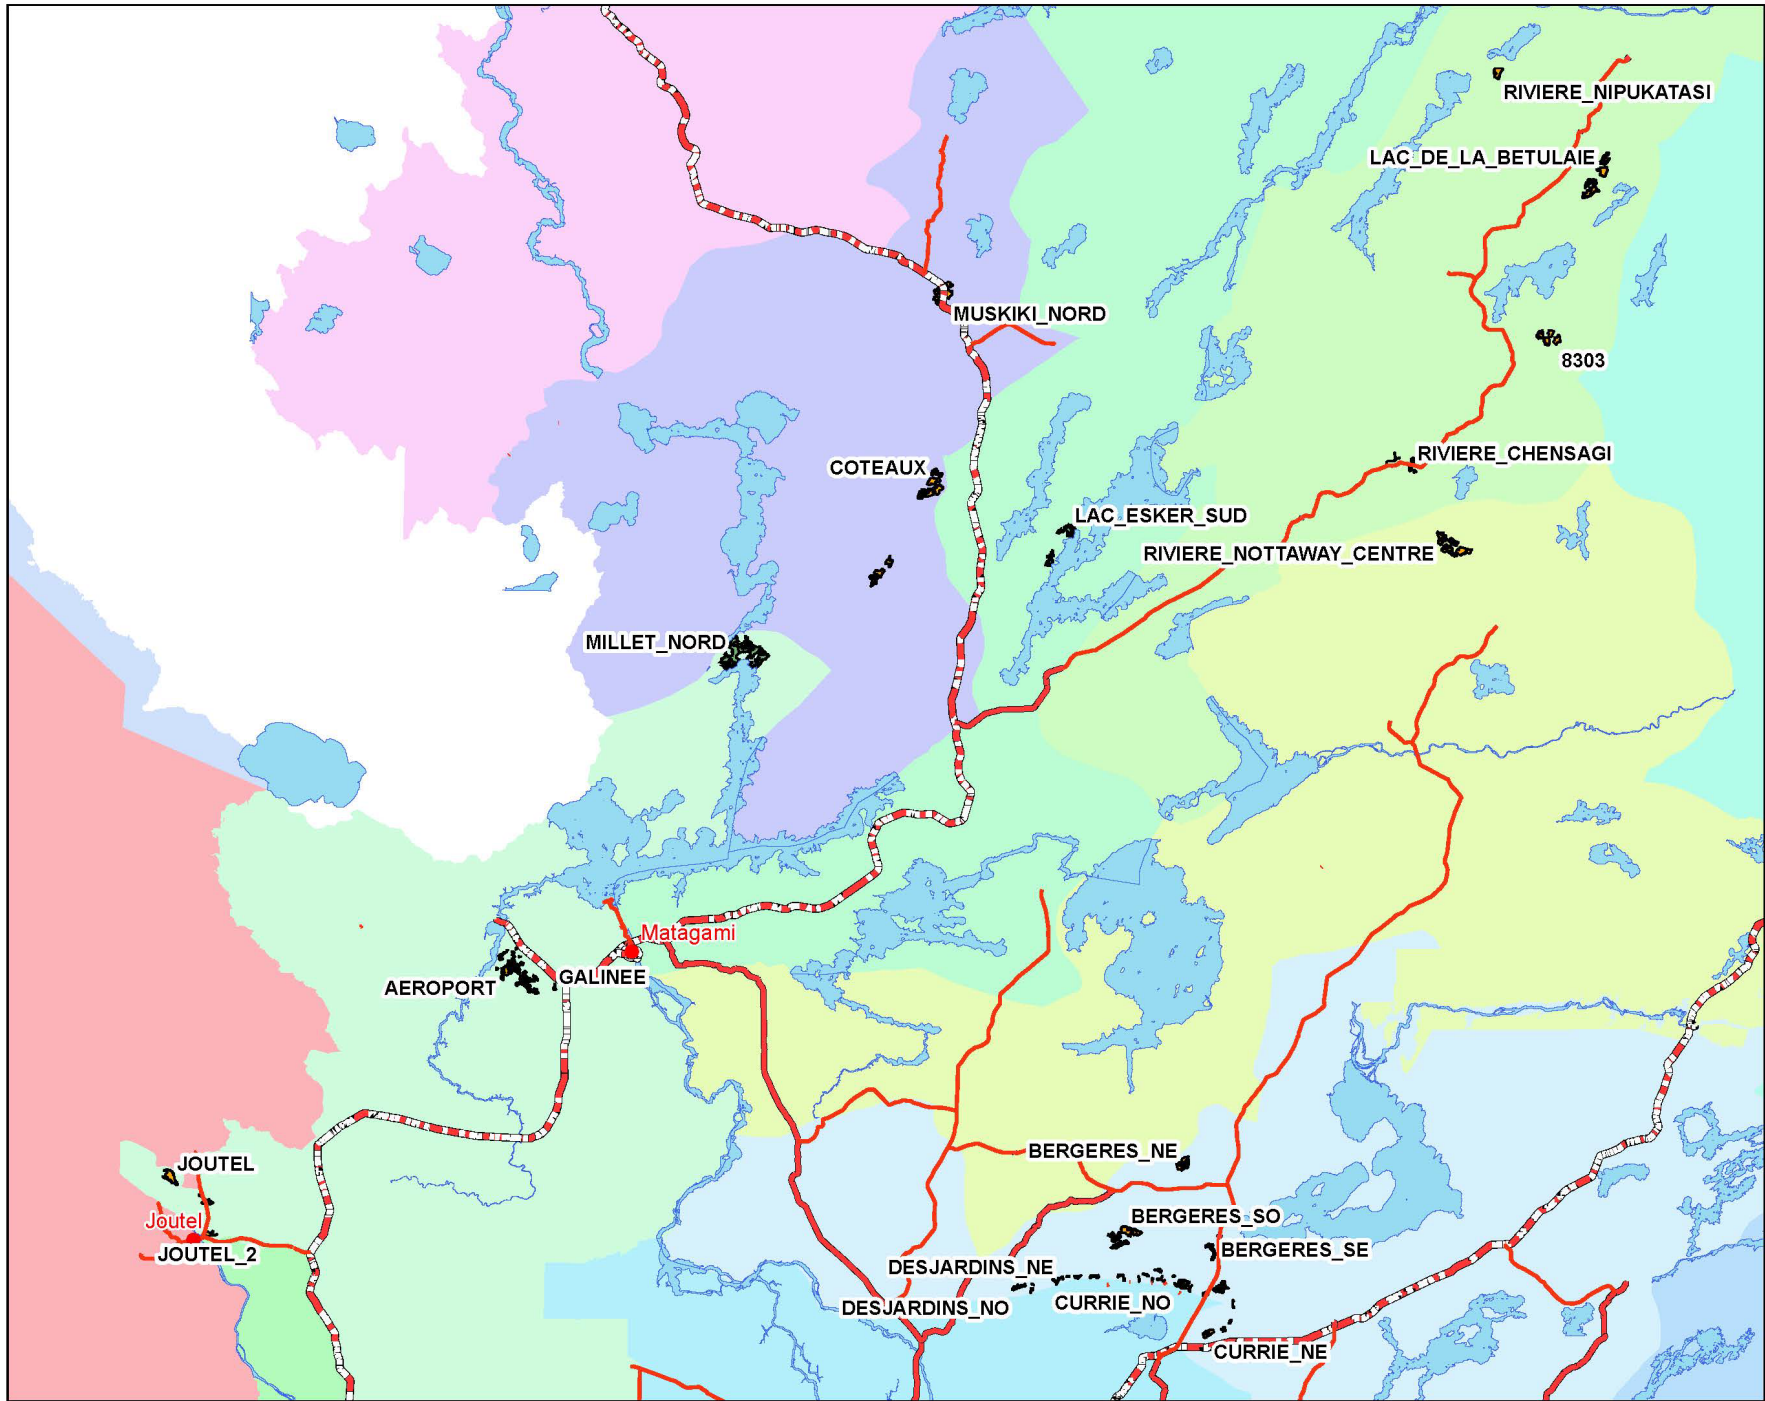 RIVIERE_NIPUKATASI
LAC_DE_LA_BETULAIE
MUSKIKI_NORD
8303
RIVIERE_CHENSAGI
COTEAUX
LAC_ESKER_SUD
RIVIERE_NOTTAWAY_CENTRE
MILLET_NORD
Matagami
GALINEE
AEROPORT
BERGERES_NE
JOUTEL
Joutel
BERGERES_SO
JOUTEL_2
BERGERES_SE
DESJARDINS_NE
CURRIE_NO
DESJARDINS_NO
CURRIE_NE